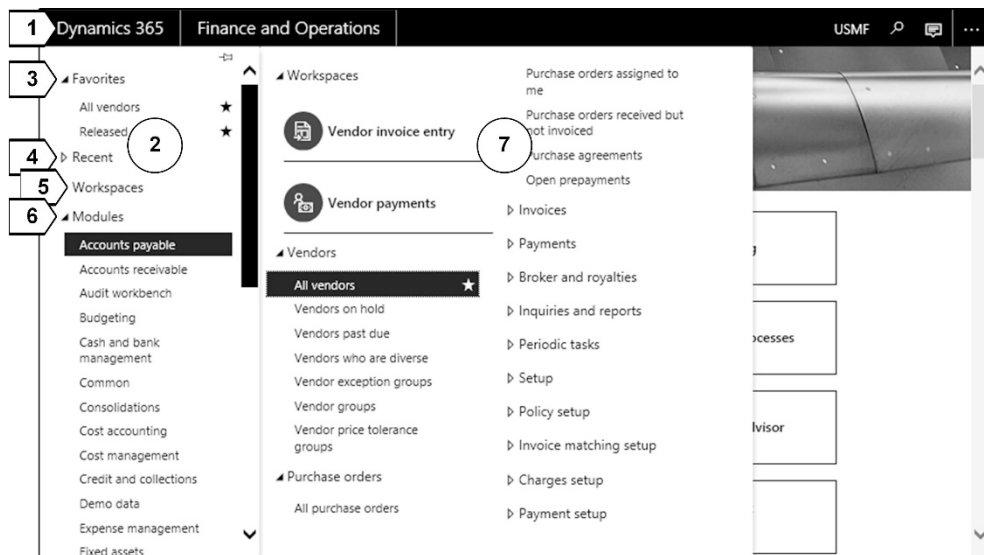 1
Dynamics 365
Finance and Operations
USMF
3
Favorites
All vendors
Released
2
4
Recent
5
Workspaces
6
Modules
Accounts payable
Accounts receivable
Audit workbench
Budgeting
Cash and bank
management
Common
Consolidations
Cost accounting
Cost management
Credit and collections
Demo data
Expense management
Fixed assets
Workspaces
Vendor invoice entry
Vendor payments
Vendors
All vendors
Vendors on hold
Vendors past due
Vendors who are diverse
Vendor exception groups
Vendor groups
Vendor price tolerance
groups
Purchase orders
All purchase orders
7
Purchase orders assigned to
me
Purchase orders received but
not invoiced
Purchase agreements
Open prepayments
Invoices
Payments
Broker and royalties
Inquiries and reports
Periodic tasks
Setup
Policy setup
Invoice matching setup
Charges setup
Payment setup